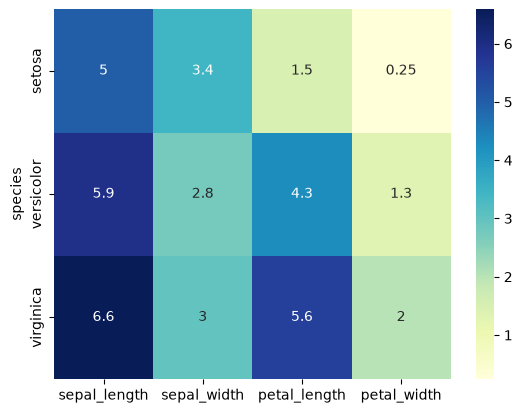 species
setosa
5 3.4 1.5 0.25
versicolor
5.9 2.8 4.3 1.3
virginica
6.6 3 5.6 2
sepal_length sepal_width petal_length petal_width
6
5
4
3
2
1